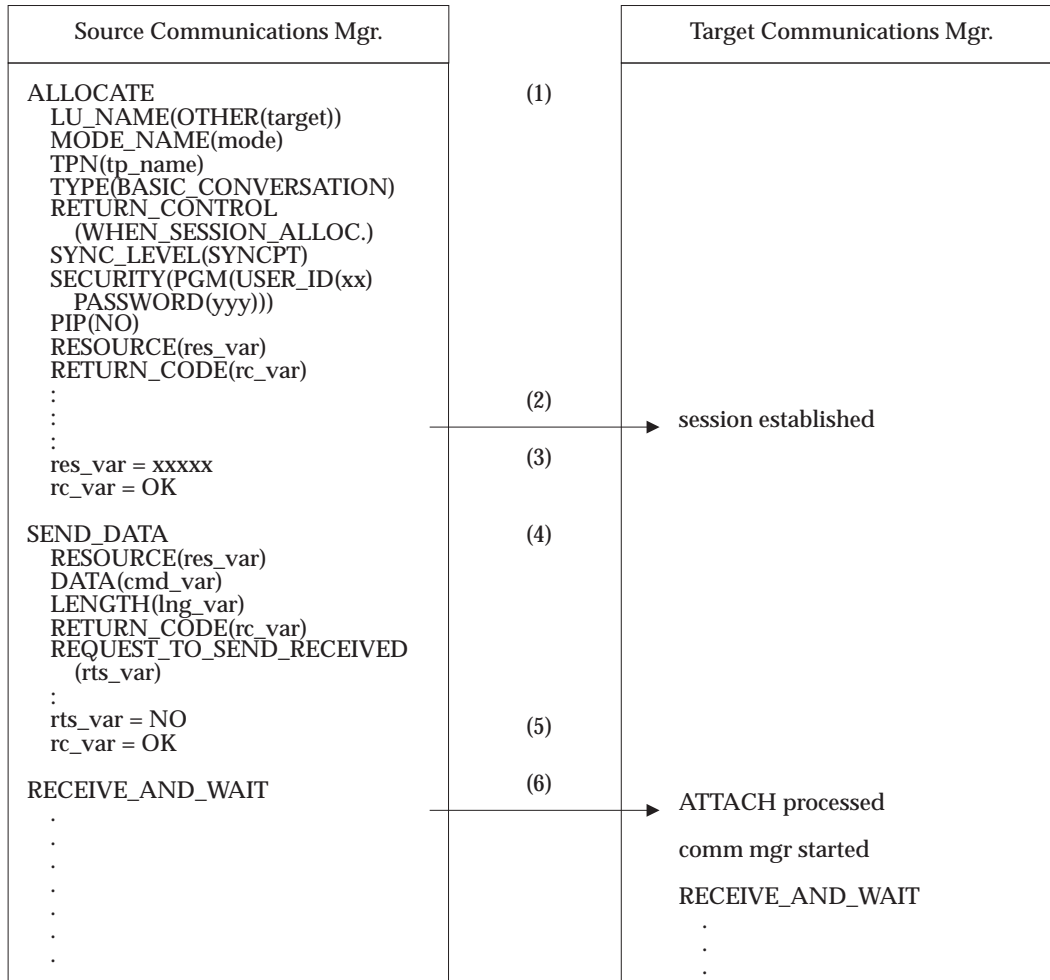 Source Communications Mgr.
Target Communications Mgr.
ALLOCATE
(1)
LU_NAME(OTHER(target))
MODE_NAME(mode)
TPN(tp_name)
TYPE(BASIC_CONVERSATION)
RETURN_CONTROL
(WHEN_SESSION_ALLOC.)
SYNC_LEVEL(SYNCPT)
SECURITY(PGM(USER_ID(xx)
PASSWORD(yyy)))
PIP(NO)
RESOURCE(res_var)
RETURN_CODE(rc_var)
:
(2)
:
session established
:
(3)
res_var = xxxxx
rc_var = OK
SEND_DATA
(4)
RESOURCE(res_var)
DATA(cmd_var)
LENGTH(lng_var)
RETURN_CODE(rc_var)
REQUEST_TO_SEND_RECEIVED
(rts_var)
:
rts_var = NO
(5)
rc_var = OK
RECEIVE_AND_WAIT
(6)
ATTACH processed
.
.
comm mgr started
.
.
RECEIVE_AND_WAIT
.
.
.
.
.
.